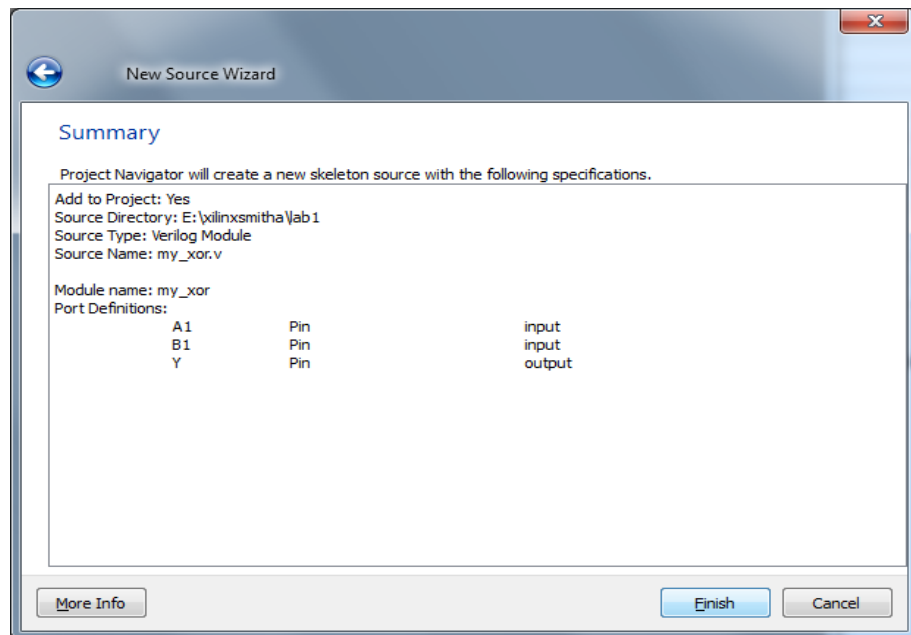 New Source Wizard
Summary
Project Navigator will create a new skeleton source with the following specifications.
Add to Project: Yes
Source Directory: E:\xilinxsmitha\lab1
Source Type: Verilog Module
Source Name: my_xor.v
Module name: my_xor
Port Definitions:
A1 Pin input
B1 Pin input
Y Pin output
More Info Finish Cancel